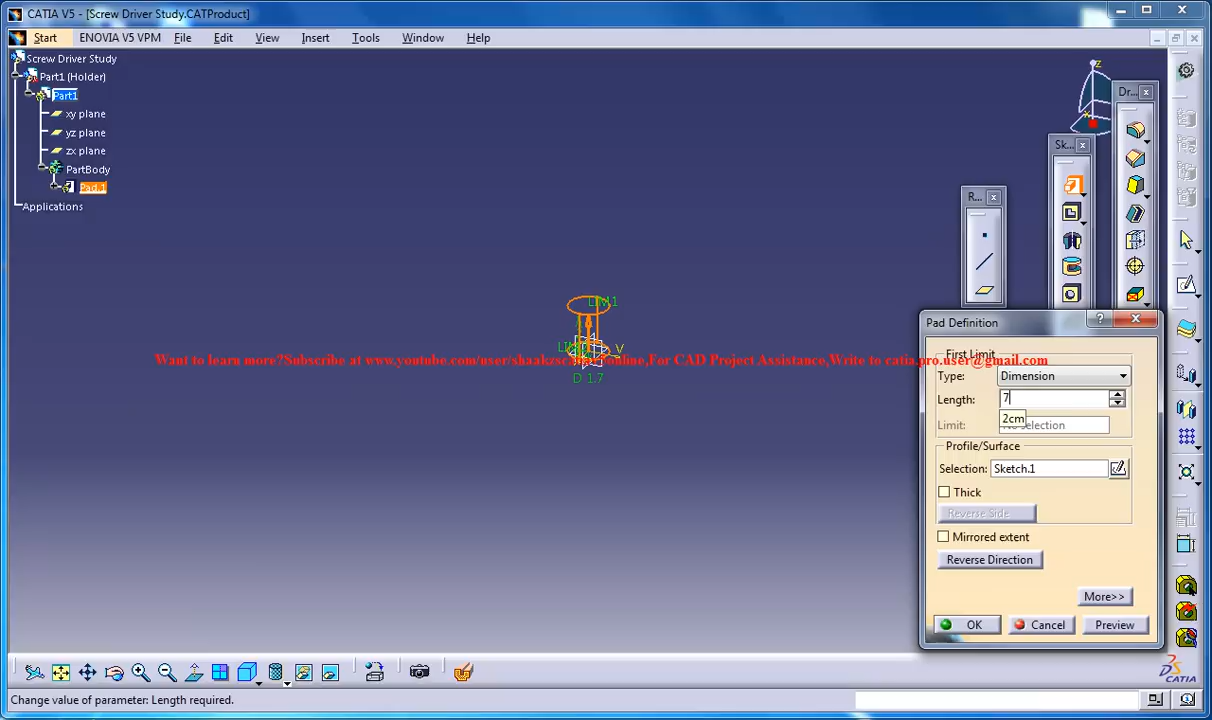 CATIA V5 - [Screw Driver Study.CATProduct]
Start ENOVIA V5 VPM File Edit View Insert Tools Window Help
Screw Driver Study
Part1 (Holder)
Part1
xy plane
yz plane
zx plane
PartBody
Pad.1
Applications
z
x
Dr...
Sk...
R...
LIM1
V
D 1.7
Want to learn more?Subscribe at www.youtube.com/user/shaakzscatiaonline,For CAD Project Assistance,Write to catia.pro.user@gmail.com
Pad Definition
First Limit
Type: Dimension
Length: 7
2cm
Limit: No selection
Profile/Surface
Selection: Sketch.1
Thick
Reverse Side
Mirrored extent
Reverse Direction
More>>
OK Cancel Preview
CATIA
Change value of parameter: Length required.